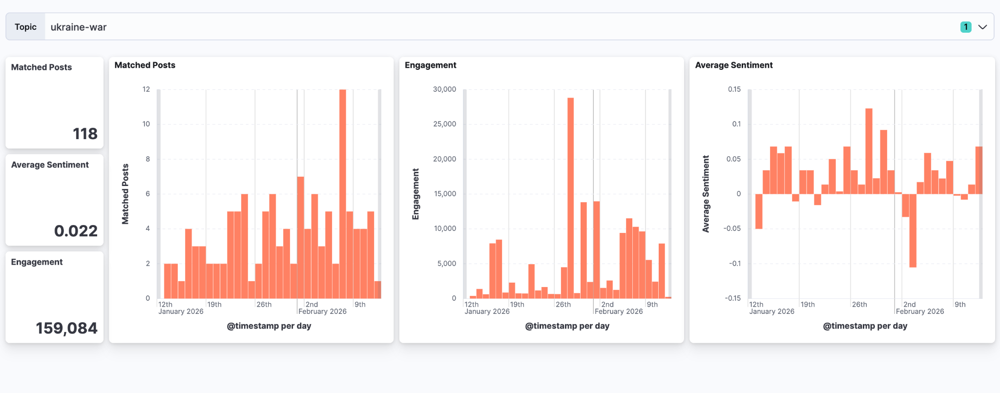 Topic
ukraine-war
1
Matched Posts
118
Average Sentiment
0.022
Engagement
159,084
Matched Posts
Matched Posts
12
10
8
6
4
2
0
12th
19th
26th
2nd
9th
January 2026
February 2026
@timestamp per day
Engagement
Engagement
30,000
25,000
20,000
15,000
10,000
5,000
0
12th
19th
26th
2nd
9th
January 2026
February 2026
@timestamp per day
Average Sentiment
Average Sentiment
0.15
0.1
0.05
0
-0.05
-0.1
-0.15
12th
19th
26th
2nd
9th
January 2026
February 2026
@timestamp per day